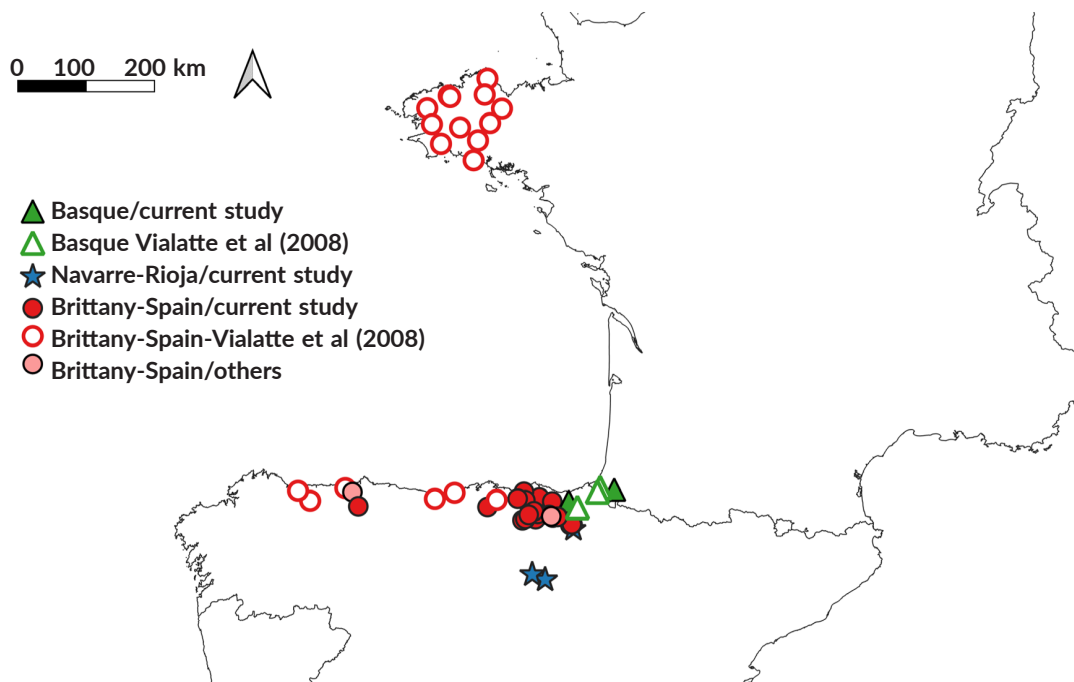 0 100 200 km
Basque/current study
Basque Vialatte et al (2008)
Navarre-Rioja/current study
Brittany-Spain/current study
Brittany-Spain-Vialatte et al (2008)
Brittany-Spain/others